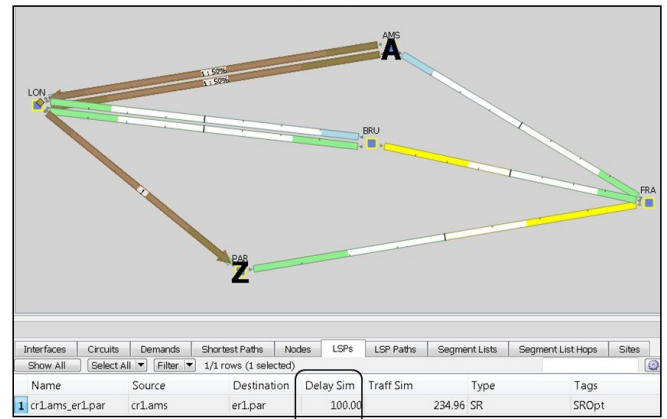 AMS
A
1 : 50%
1 : 50%
LON
BRU
FRA
1
PAR
Z
Interfaces Circuits Demands Shortest Paths Nodes LSPs LSP Paths Segment Lists Segment List Hops Sites
Show All Select All Filter 1/1 rows (1 selected)
Name Source Destination Delay Sim Traff Sim Type Tags
1 cr1.ams_er1.par cr1.ams er1.par 100.00 234.96 SR SROpt